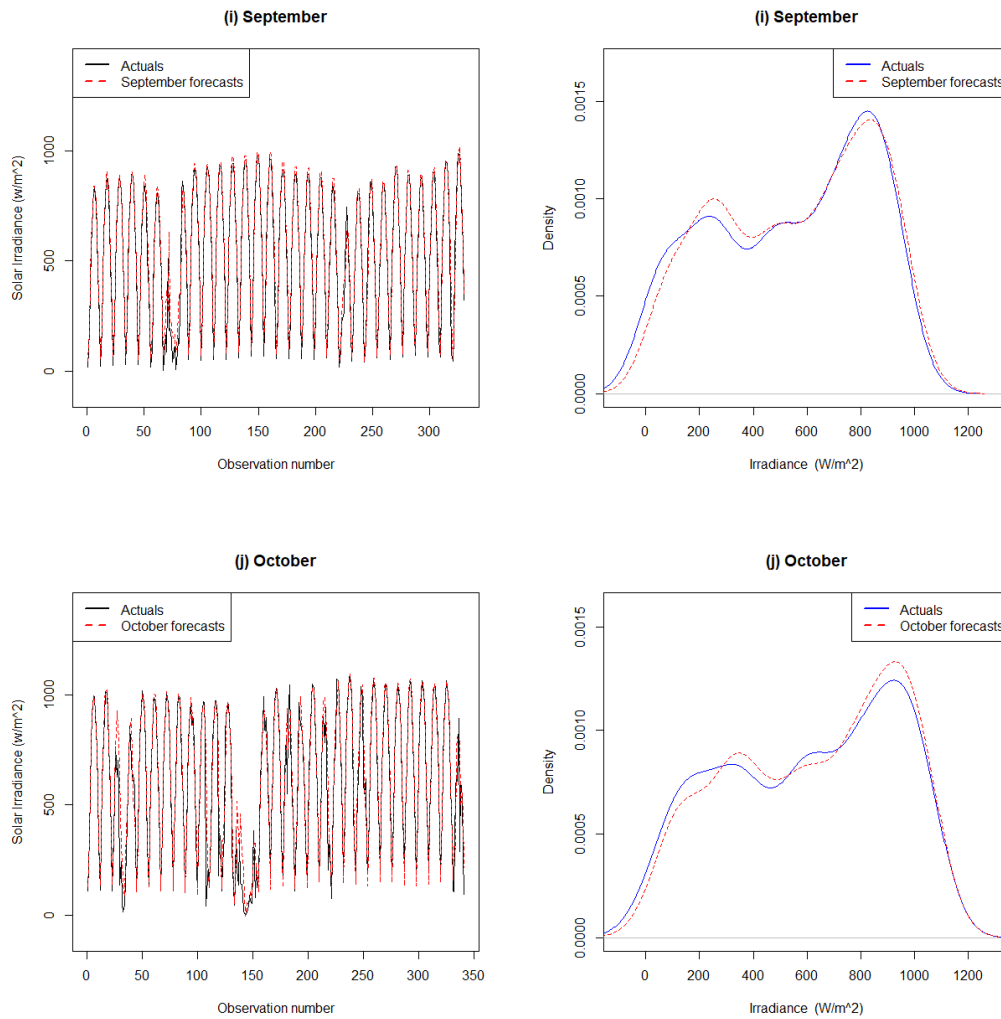 (i) September
Actuals
September forecasts
Solar Irradiance (w/m^2)
0
500
1000
0 50 100 150 200 250 300
Observation number
(i) September
Actuals
September forecasts
Density
0.0000
0.0005
0.0010
0.0015
0 200 400 600 800 1000 1200
Irradiance (W/m^2)
(j) October
Actuals
October forecasts
Solar Irradiance (w/m^2)
0
500
1000
0 50 100 150 200 250 300 350
Observation number
(j) October
Actuals
October forecasts
Density
0.0000
0.0005
0.0010
0.0015
0 200 400 600 800 1000 1200
Irradiance (W/m^2)